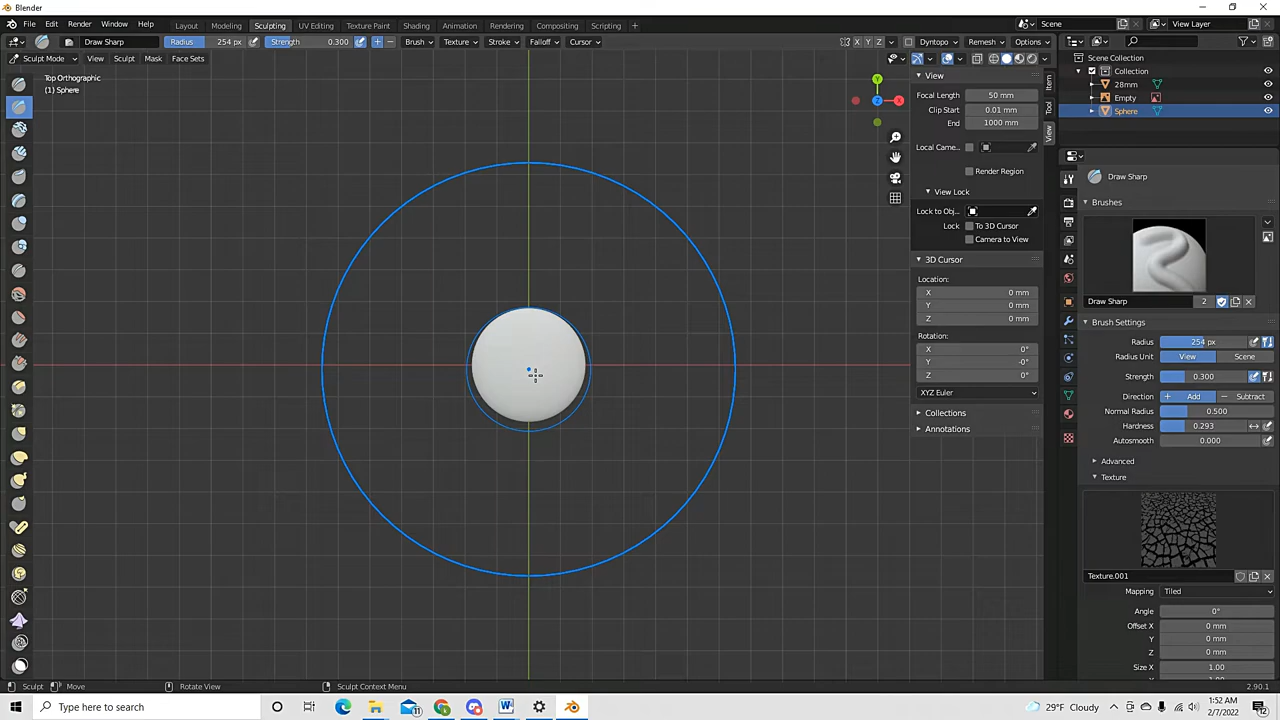 Blender
File Edit Render Window Help Layout Modeling Sculpting UV Editing Texture Paint Shading Animation Rendering Compositing Scripting + Scene View Layer
Draw Sharp Radius 254 px Strength 0.300 + − Brush Texture Stroke Falloff Cursor X Y Z Dyntopo Remesh Options
Sculpt Mode View Sculpt Mask Face Sets
Top Orthographic
(1) Sphere
Y
Z
X
View
Focal Length 50 mm
Clip Start 0.01 mm
End 1000 mm
Local Came...
Render Region
View Lock
Lock to Obj...
Lock To 3D Cursor
Camera to View
3D Cursor
Location:
X 0 mm
Y 0 mm
Z 0 mm
Rotation:
X 0°
Y 0°
Z 0°
XYZ Euler
Collections
Annotations
Item
Tool
View
Scene Collection
Collection
28mm
Empty
Sphere
Draw Sharp
Brushes
Draw Sharp 2
Brush Settings
Radius 254 px
Radius Unit View Scene
Strength 0.300
Direction + Add − Subtract
Normal Radius 0.500
Hardness 0.293
Autosmooth 0.000
Advanced
Texture
Texture.001
Mapping Tiled
Angle 0°
Offset X 0 mm
Y 0 mm
Z 0 mm
Size X 1.00
Sculpt Move Rotate View Sculpt Context Menu 2.90.1
Type here to search 29°F Cloudy 1:52 AM
2/7/2022